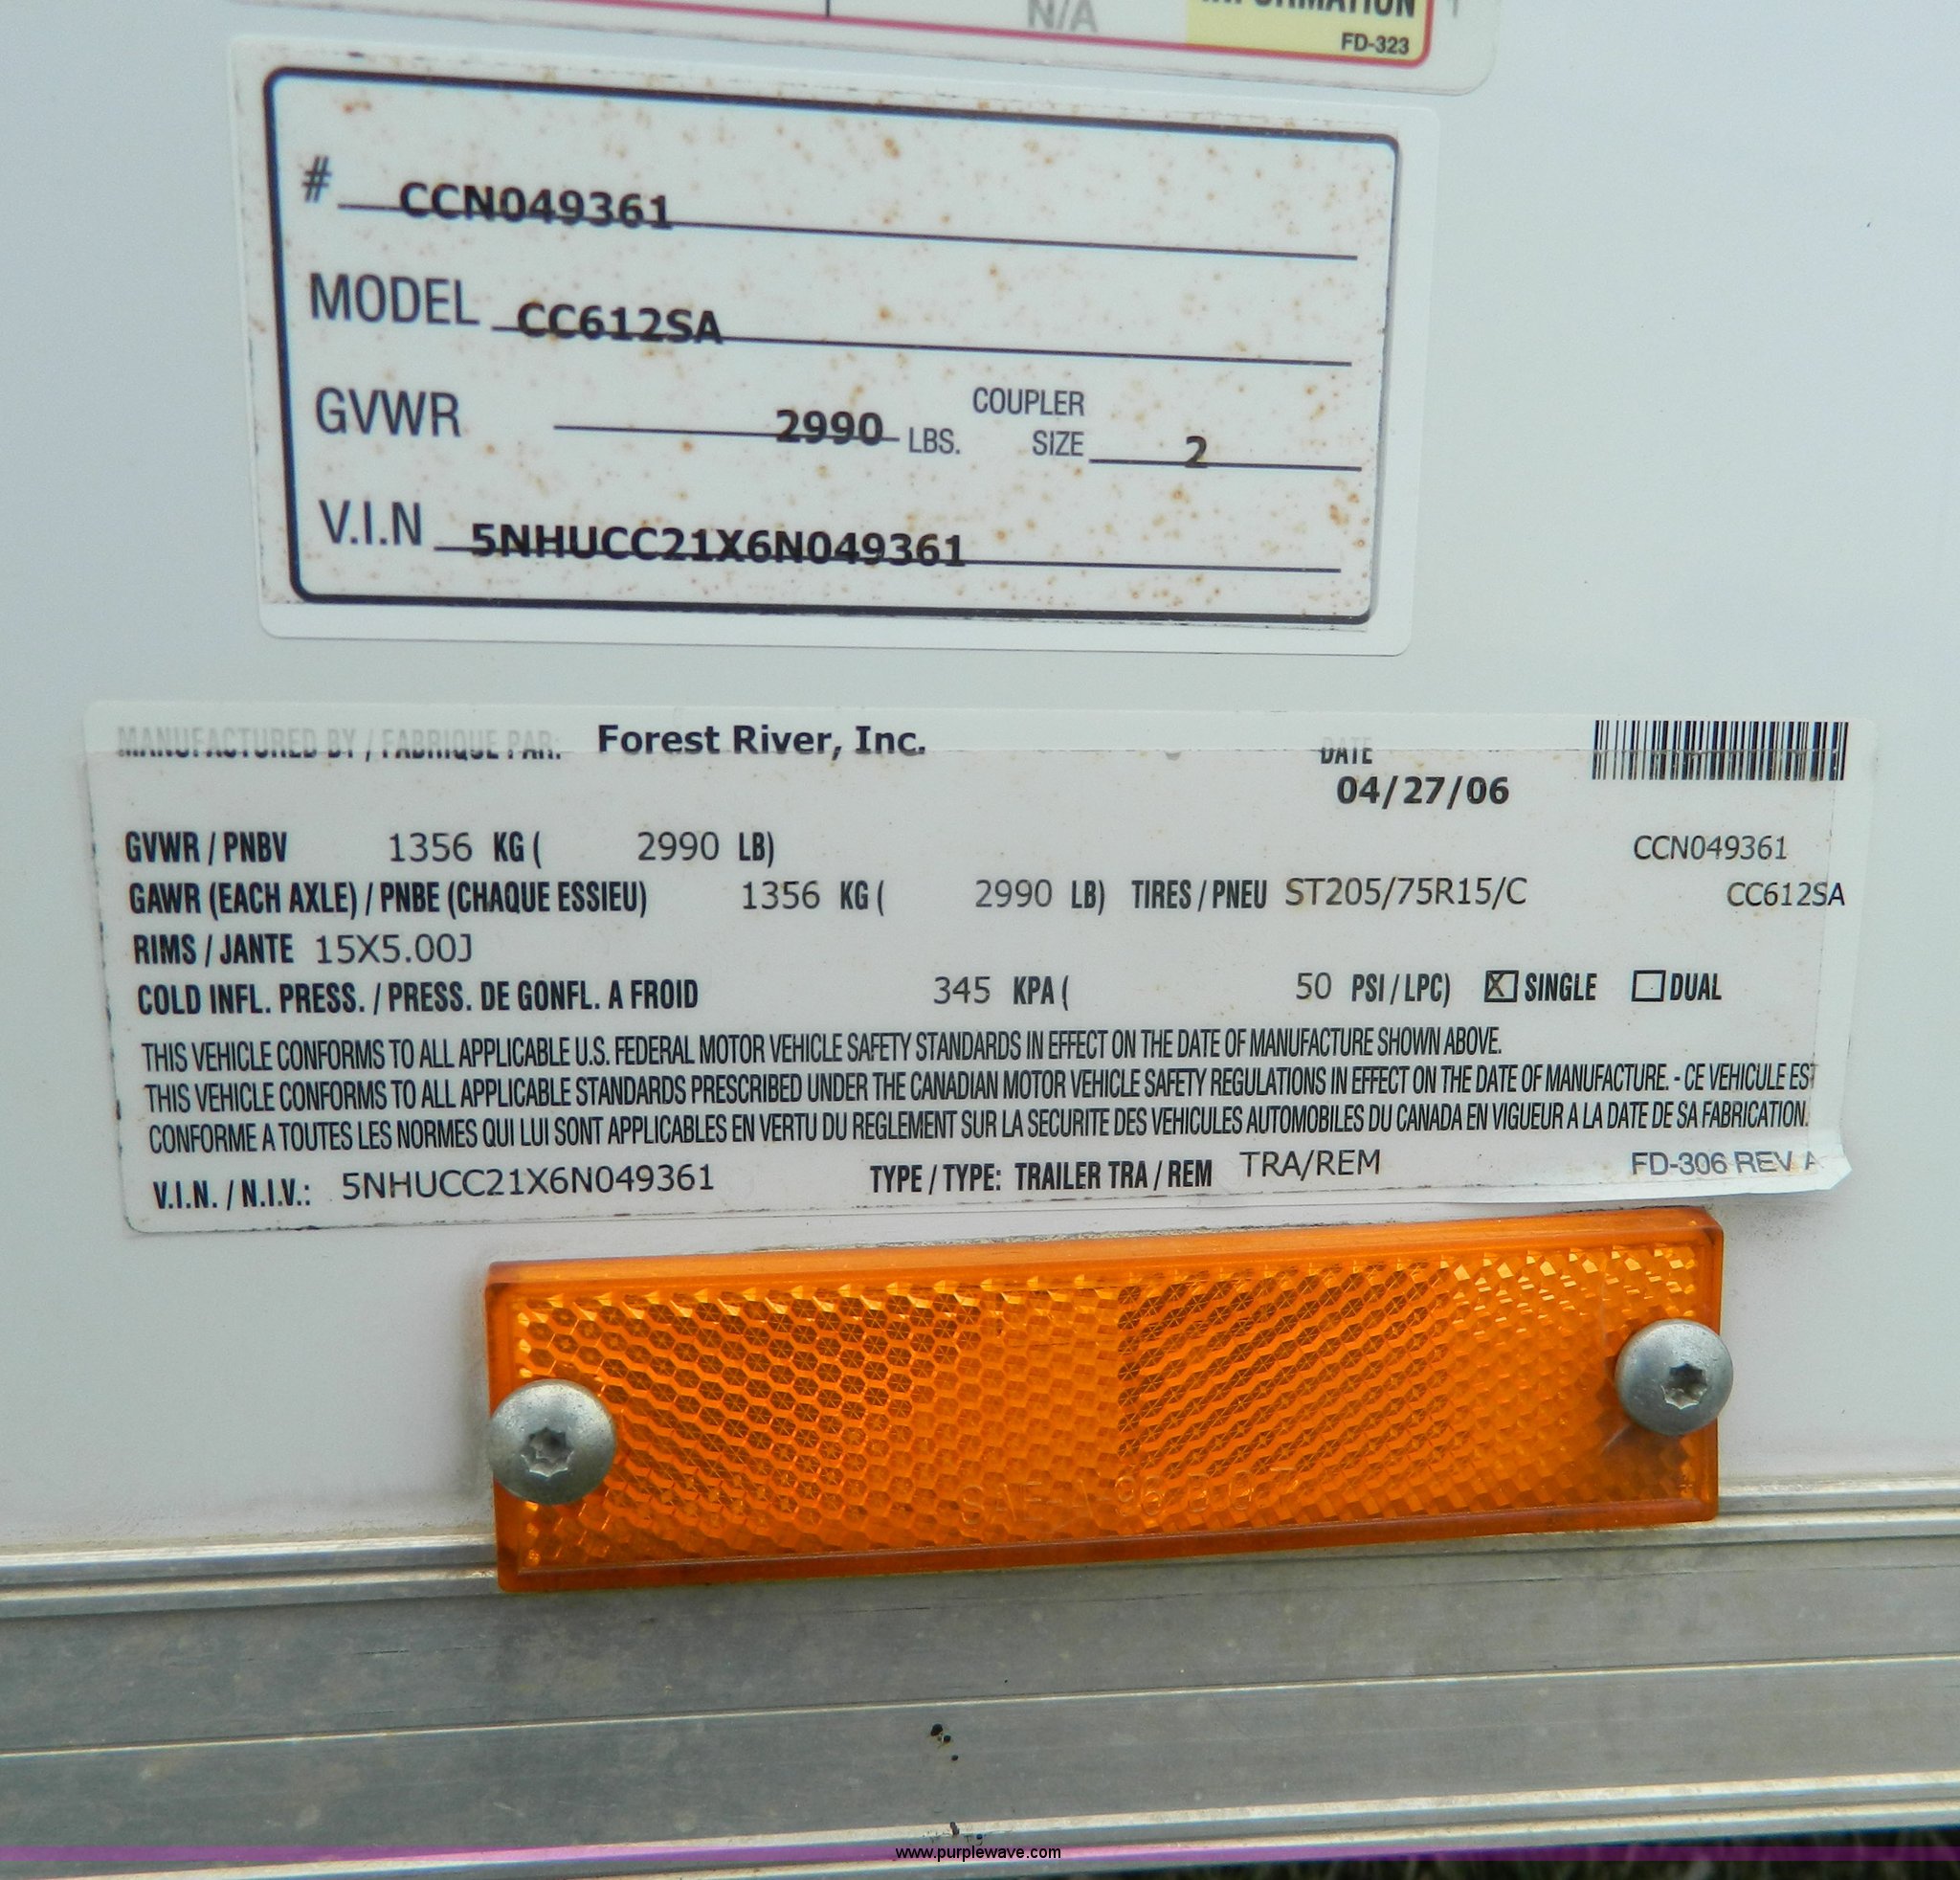 N/A
FD-323
# CCN049361
MODEL CC612SA
GVWR 2990 LBS. COUPLER SIZE 2
V.I.N 5NHUCC21X6N049361
MANUFACTURED BY / FABRIQUE PAR: Forest River, Inc. DATE
04/27/06
GVWR / PNBV 1356 KG ( 2990 LB) CCN049361
GAWR (EACH AXLE) / PNBE (CHAQUE ESSIEU) 1356 KG ( 2990 LB) TIRES / PNEU ST205/75R15/C CC612SA
RIMS / JANTE 15X5.00J
COLD INFL. PRESS. / PRESS. DE GONFL. A FROID 345 KPA ( 50 PSI / LPC) X SINGLE DUAL
THIS VEHICLE CONFORMS TO ALL APPLICABLE U.S. FEDERAL MOTOR VEHICLE SAFETY STANDARDS IN EFFECT ON THE DATE OF MANUFACTURE SHOWN ABOVE.
THIS VEHICLE CONFORMS TO ALL APPLICABLE STANDARDS PRESCRIBED UNDER THE CANADIAN MOTOR VEHICLE SAFETY REGULATIONS IN EFFECT ON THE DATE OF MANUFACTURE. - CE VEHICULE EST
CONFORME A TOUTES LES NORMES QUI LUI SONT APPLICABLES EN VERTU DU REGLEMENT SUR LA SECURITE DES VEHICULES AUTOMOBILES DU CANADA EN VIGUEUR A LA DATE DE SA FABRICATION.
V.I.N. / N.I.V.: 5NHUCC21X6N049361 TYPE / TYPE: TRAILER TRA / REM TRA/REM FD-306 REV A
www.purplewave.com